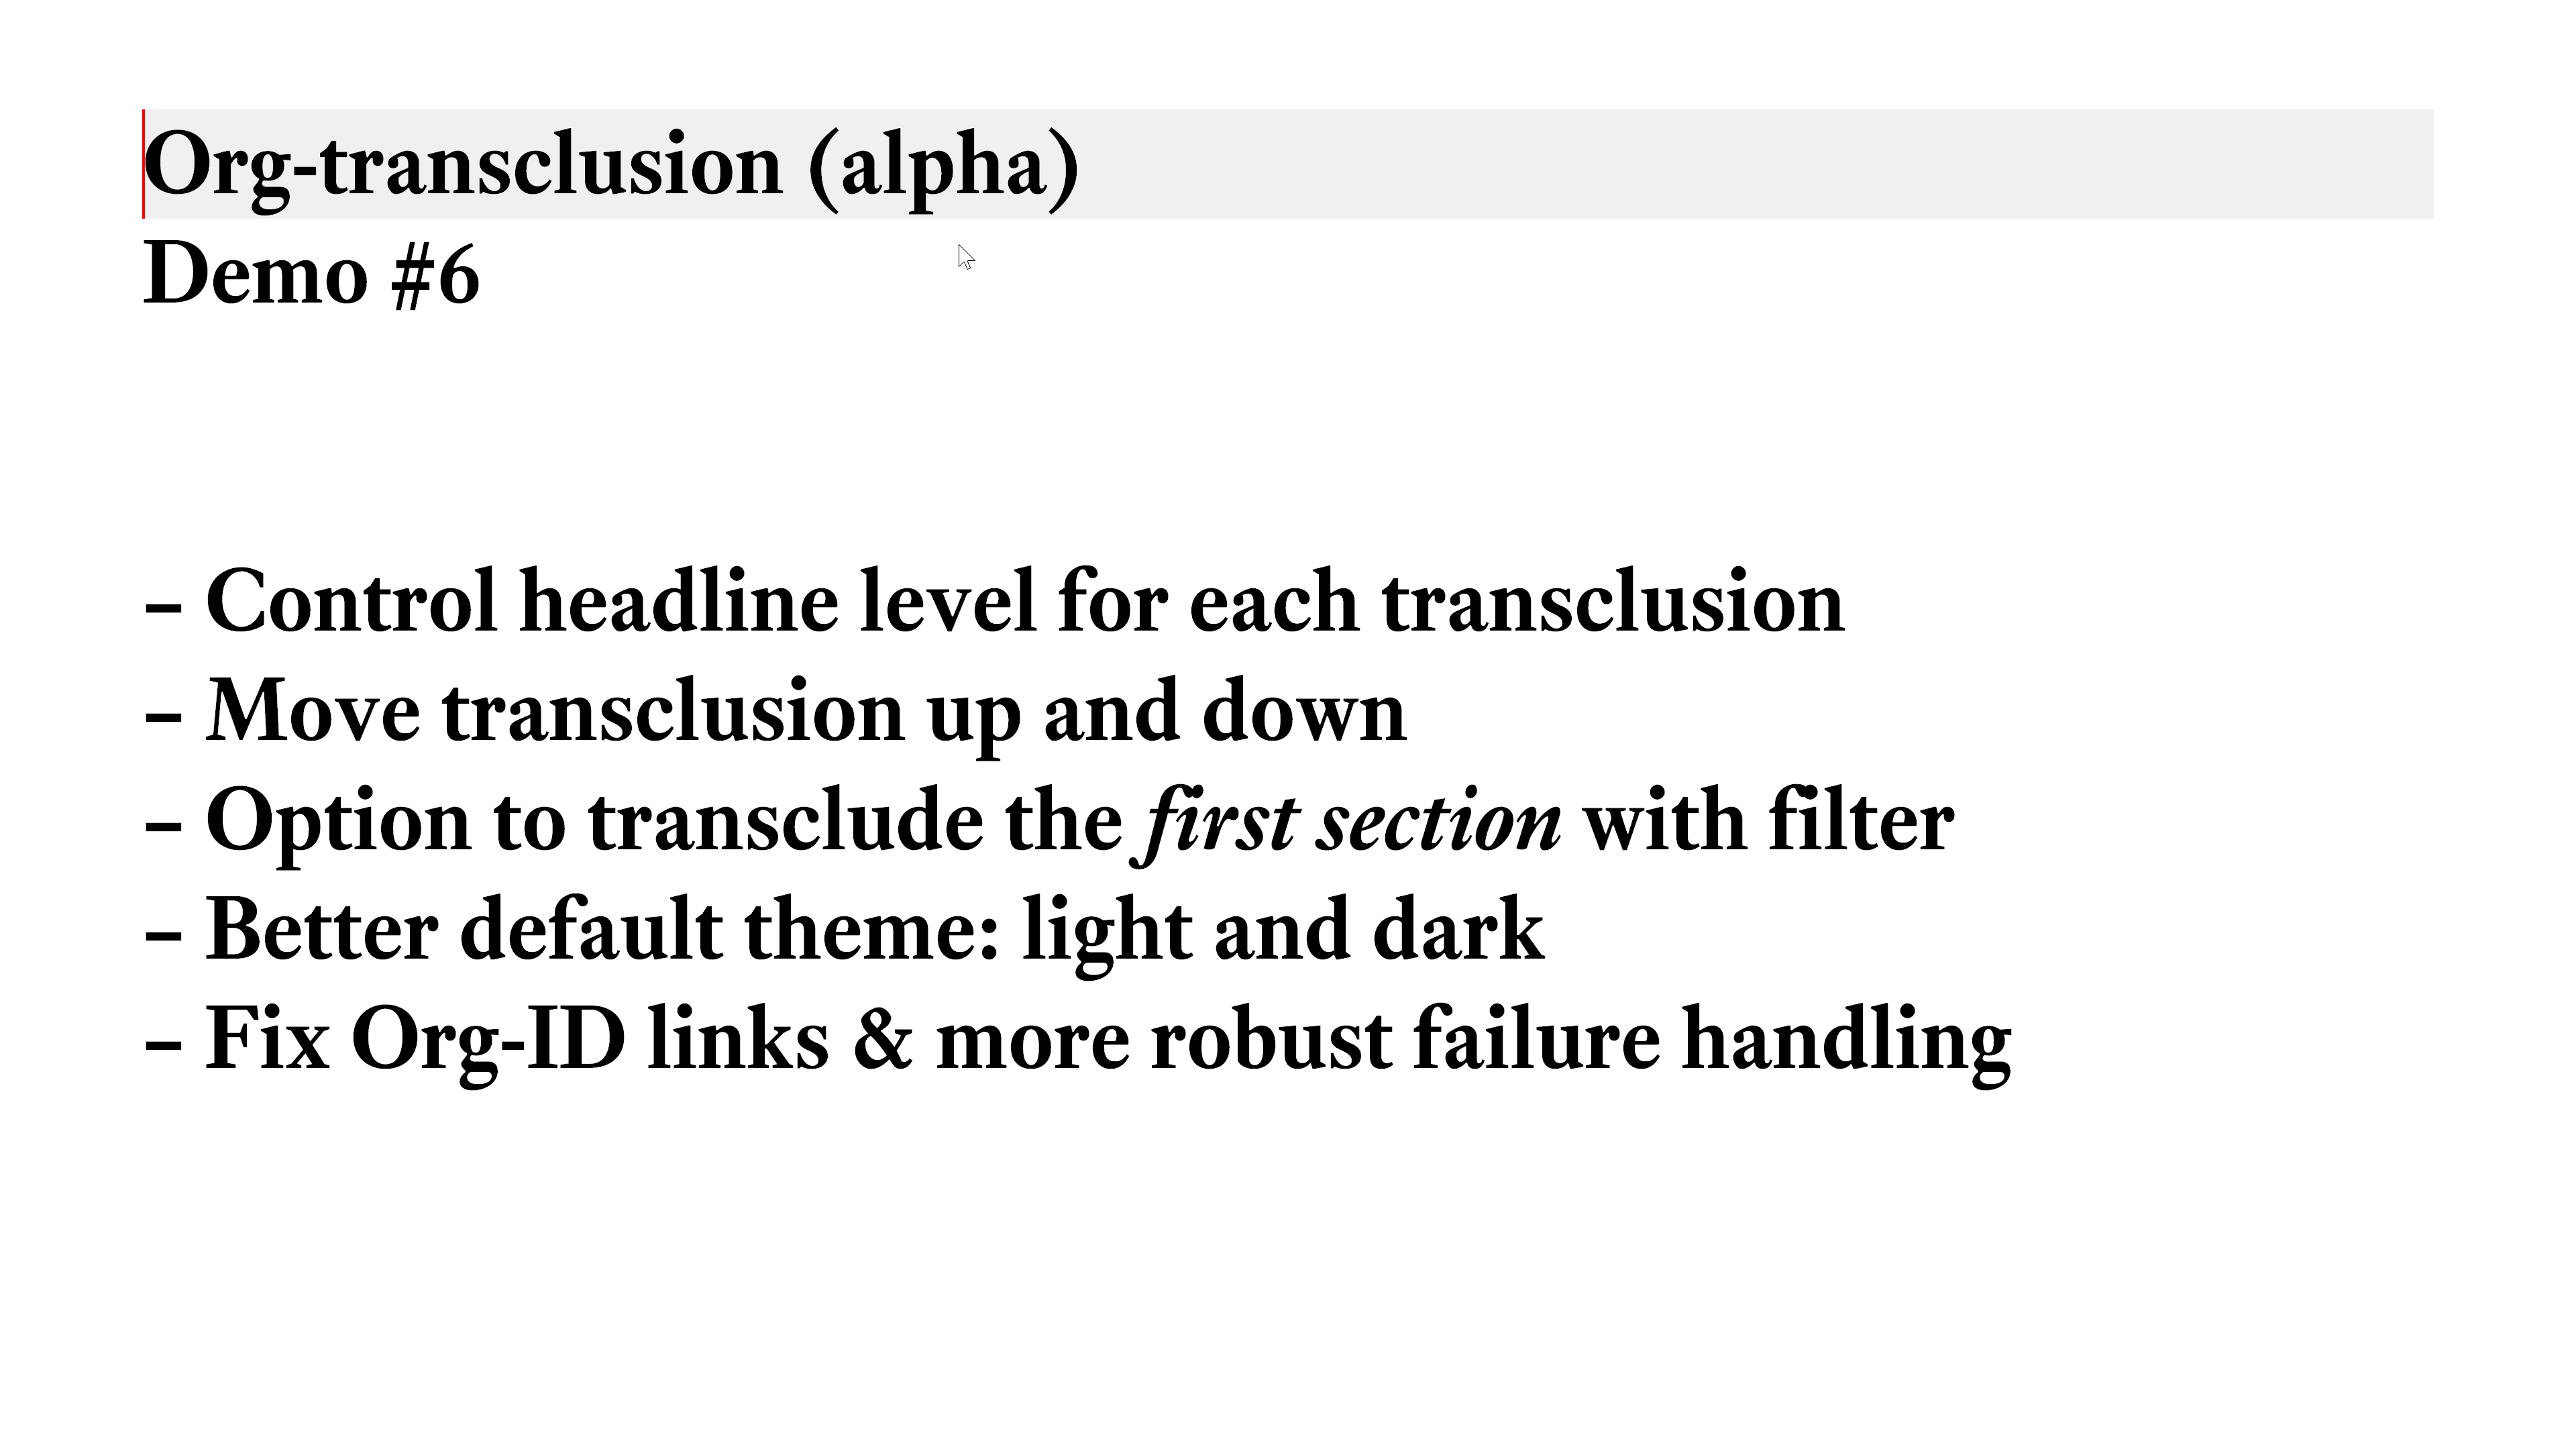 Org-transclusion (alpha)
Demo #6
– Control headline level for each transclusion
– Move transclusion up and down
– Option to transclude the first section with filter
– Better default theme: light and dark
– Fix Org-ID links & more robust failure handling